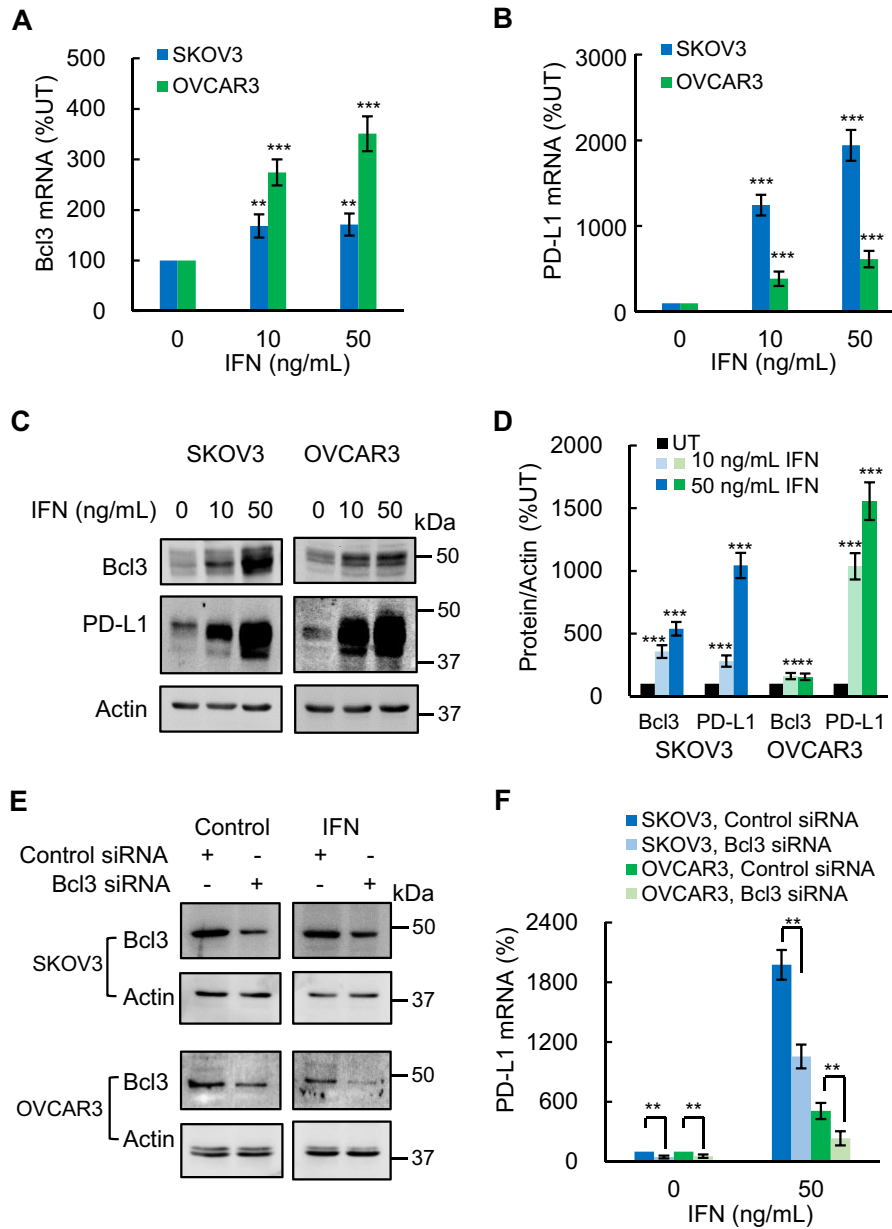 A
SKOV3
OVCAR3
Bcl3 mRNA (%UT)
500
400
300
200
100
0
** *** ** ***
0 10 50
IFN (ng/mL)
B
SKOV3
OVCAR3
PD-L1 mRNA (%UT)
3000
2000
1000
0
*** *** *** ***
0 10 50
IFN (ng/mL)
C
SKOV3 OVCAR3
IFN (ng/mL) 0 10 50 0 10 50 kDa
Bcl3 50
PD-L1 50
37
Actin 37
D
UT
10 ng/mL IFN
50 ng/mL IFN
Protein/Actin (%UT)
2000
1500
1000
500
0
*** *** *** *** **** *** ***
Bcl3 PD-L1 Bcl3 PD-L1
SKOV3 OVCAR3
E
Control IFN
Control siRNA + - + -
Bcl3 siRNA - + - + kDa
SKOV3
Bcl3 50
Actin 37
OVCAR3
Bcl3 50
Actin 37
F
SKOV3, Control siRNA
SKOV3, Bcl3 siRNA
OVCAR3, Control siRNA
OVCAR3, Bcl3 siRNA
PD-L1 mRNA (%)
2400
1800
1200
600
0
** ** ** **
0 50
IFN (ng/mL)